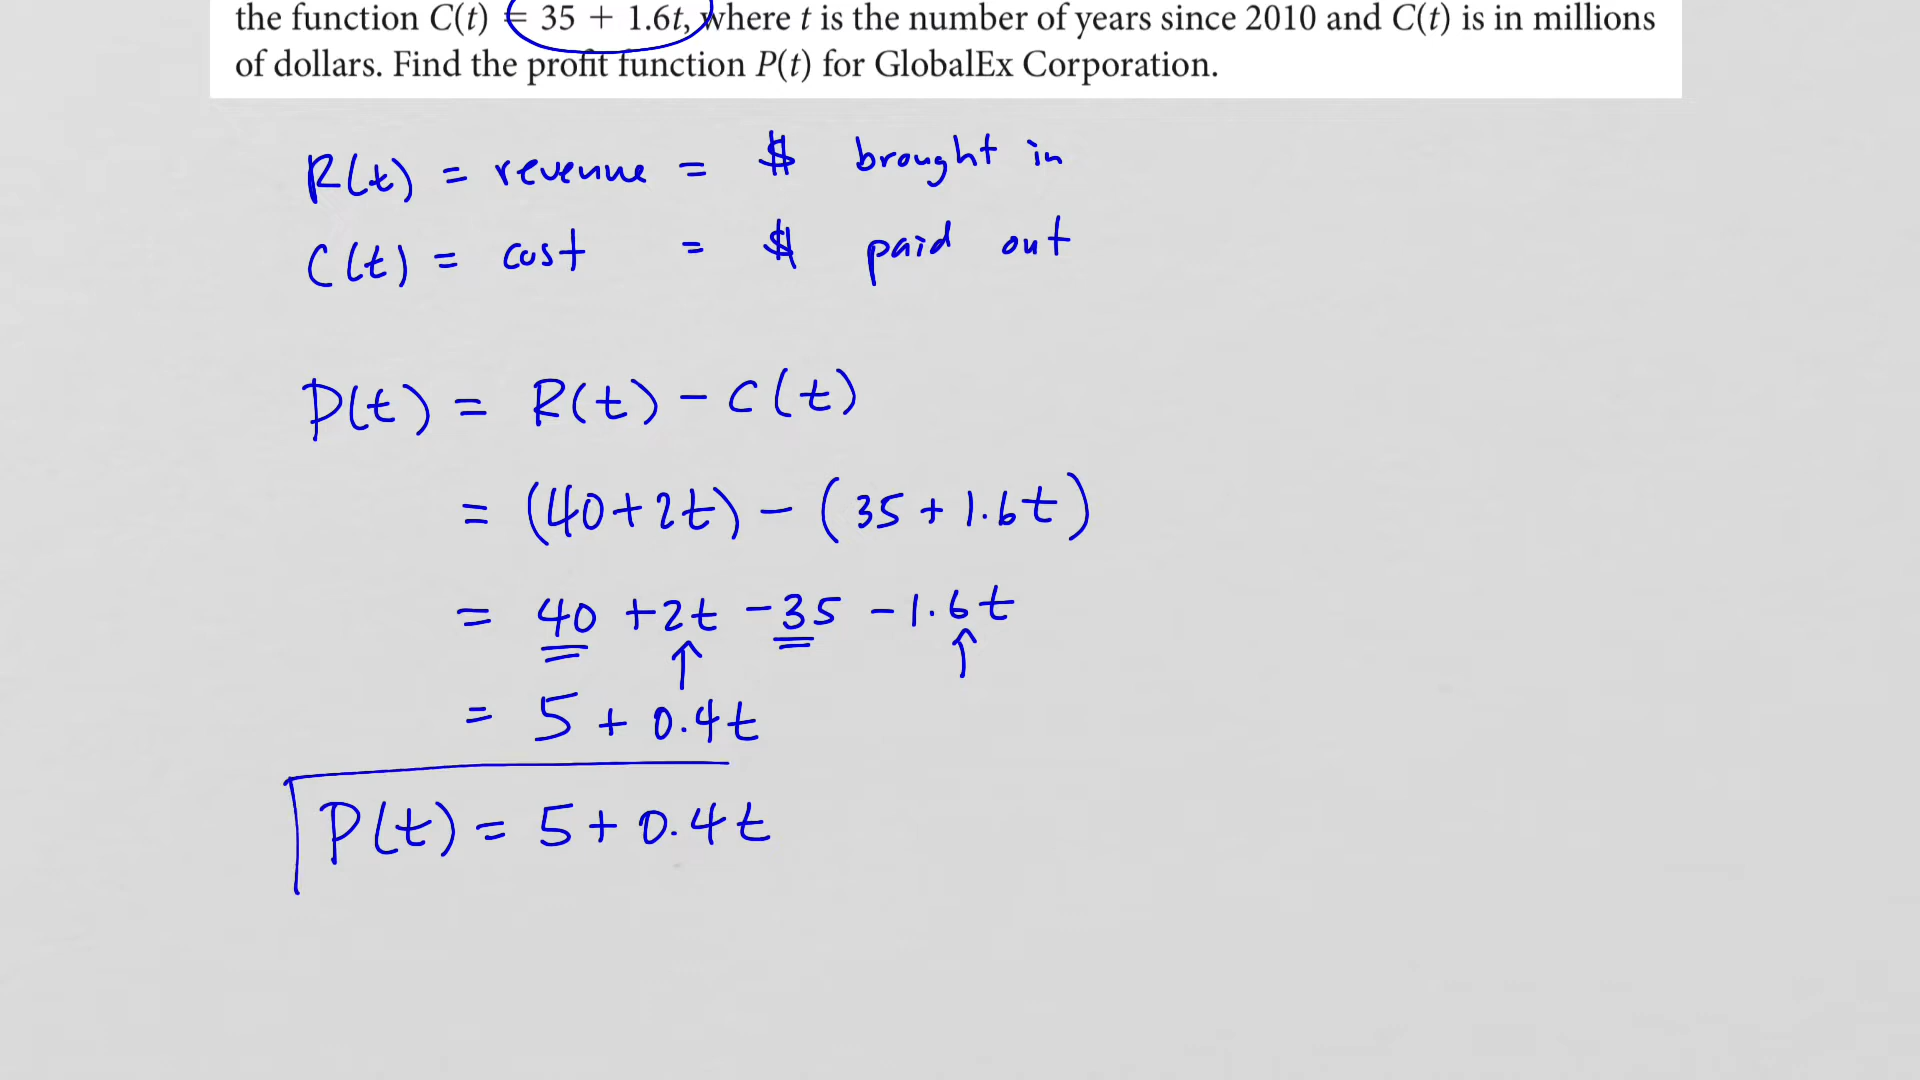 the function C(t) = 35 + 1.6t, where t is the number of years since 2010 and C(t) is in millions
of dollars. Find the profit function P(t) for GlobalEx Corporation.
R(t) = revenue = $ brought in
C(t) = cost = $ paid out
P(t) = R(t) - C(t)
= (40+2t) - (35 + 1.6t)
= 40 +2t -35 -1.6t
= 5 + 0.4t
P(t) = 5 + 0.4t